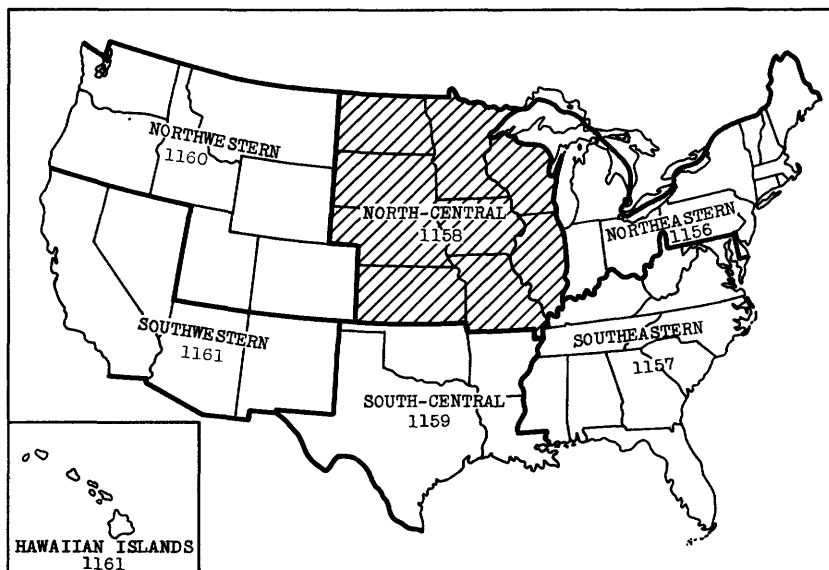 NORTHWESTERN
1160
NORTH-CENTRAL
1158
NORTHEASTERN
1156
SOUTHWESTERN
1161
SOUTHEASTERN
1157
SOUTH-CENTRAL
1159
HAWAIIAN ISLANDS
1161